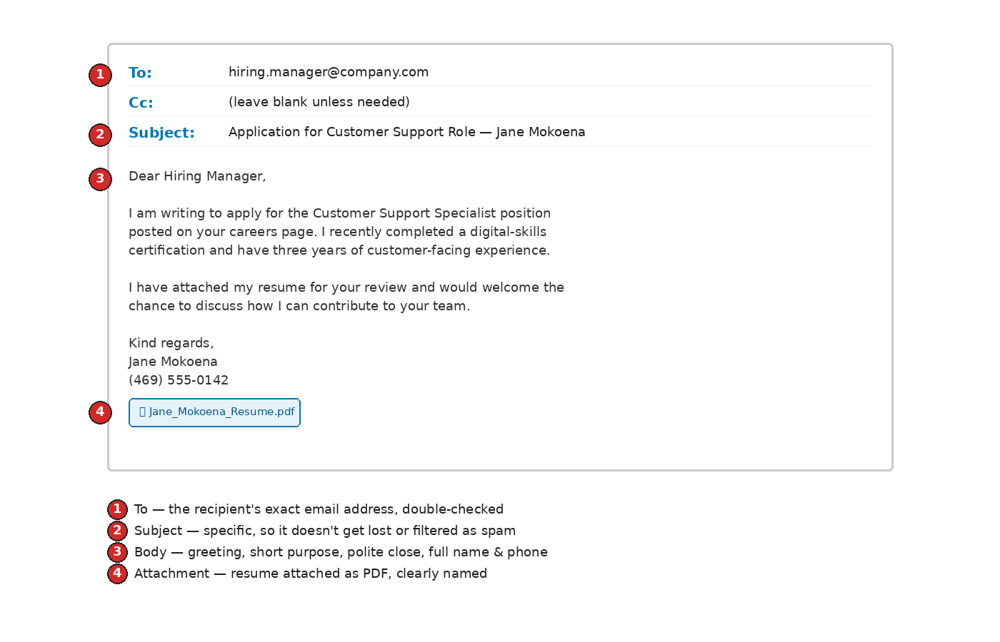 1 To: hiring.manager@company.com
Cc: (leave blank unless needed)
2 Subject: Application for Customer Support Role — Jane Mokoena
3 Dear Hiring Manager,
I am writing to apply for the Customer Support Specialist position
posted on your careers page. I recently completed a digital-skills
certification and have three years of customer-facing experience.
I have attached my resume for your review and would welcome the
chance to discuss how I can contribute to your team.
Kind regards,
Jane Mokoena
(469) 555-0142
4 Jane_Mokoena_Resume.pdf
1 To — the recipient's exact email address, double-checked
2 Subject — specific, so it doesn't get lost or filtered as spam
3 Body — greeting, short purpose, polite close, full name & phone
4 Attachment — resume attached as PDF, clearly named